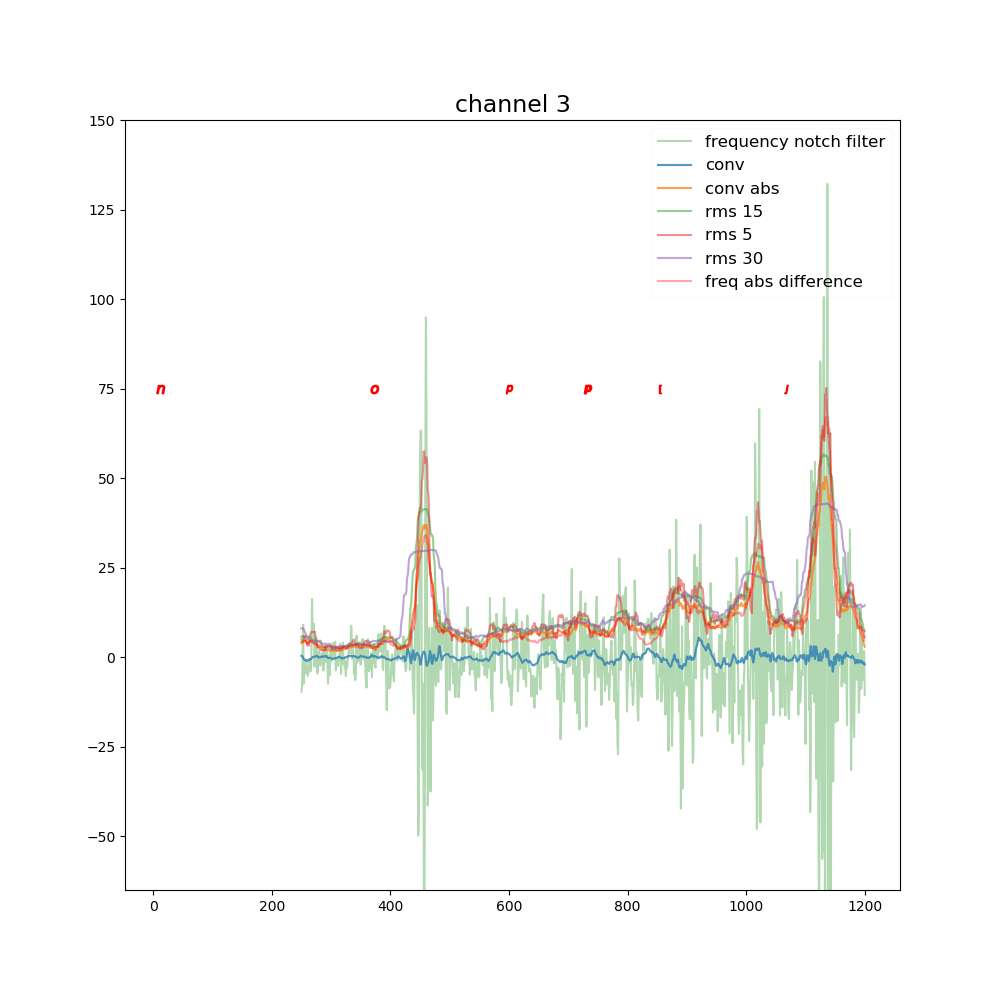 channel 3
150
frequency notch filter
conv
125
conv abs
rms 15
rms 5
rms 30
freq abs difference
100
75
n o p p [ J
50
25
0
−25
−50
0 200 400 600 800 1000 1200